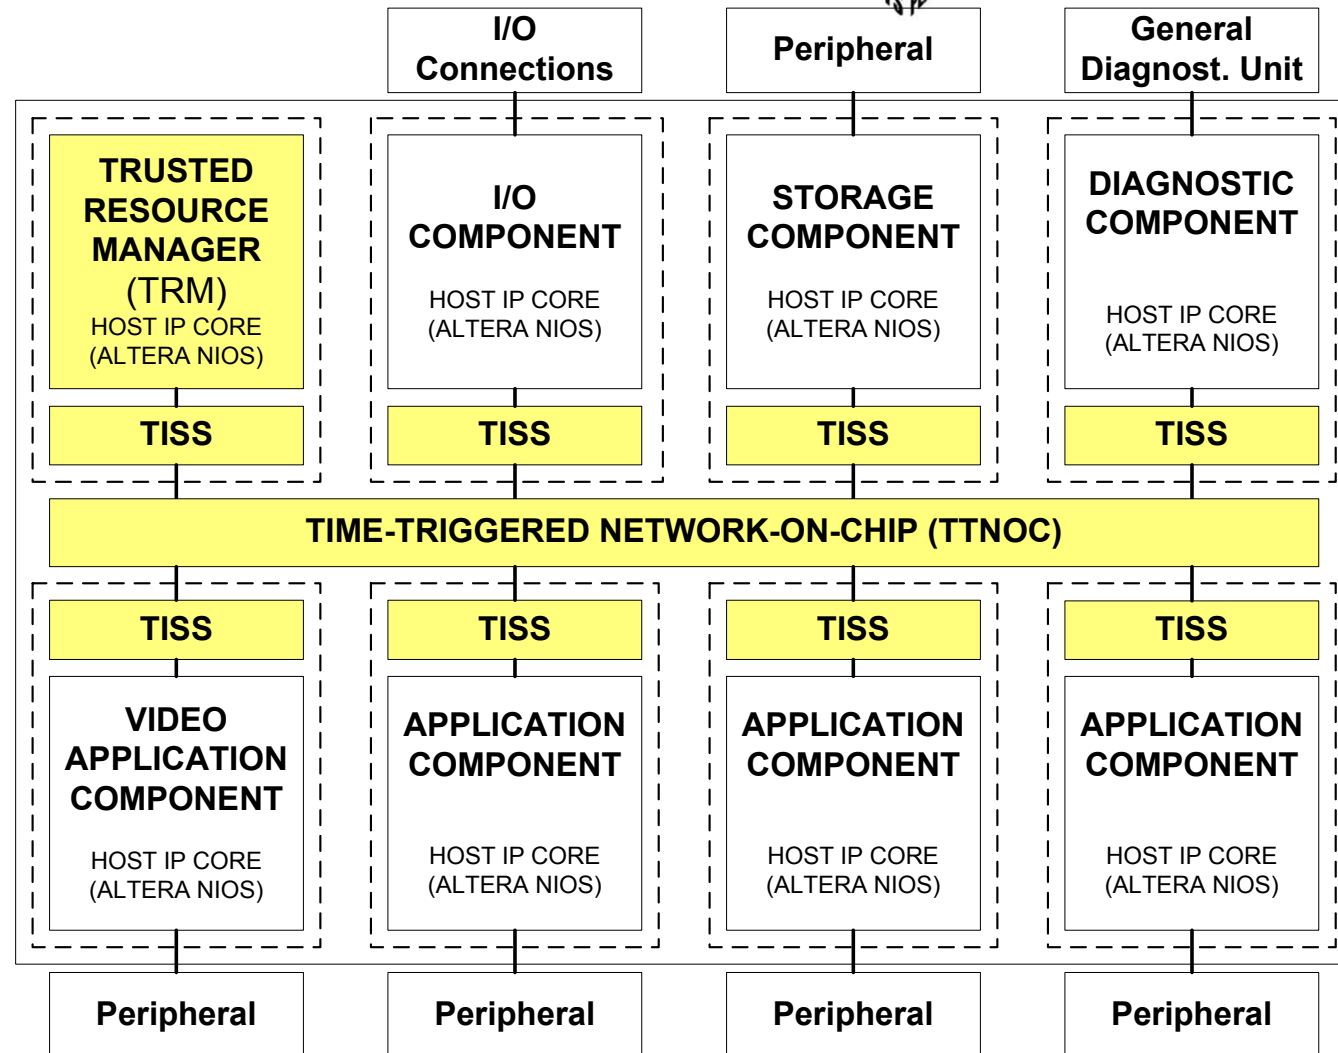 I/O
Connections
Peripheral
General
Diagnost. Unit
TRUSTED
RESOURCE
MANAGER
(TRM)
HOST IP CORE
(ALTERA NIOS)
I/O
COMPONENT
HOST IP CORE
(ALTERA NIOS)
STORAGE
COMPONENT
HOST IP CORE
(ALTERA NIOS)
DIAGNOSTIC
COMPONENT
HOST IP CORE
(ALTERA NIOS)
TISS
TISS
TISS
TISS
TIME-TRIGGERED NETWORK-ON-CHIP (TTNOC)
TISS
TISS
TISS
TISS
VIDEO
APPLICATION
COMPONENT
HOST IP CORE
(ALTERA NIOS)
APPLICATION
COMPONENT
HOST IP CORE
(ALTERA NIOS)
APPLICATION
COMPONENT
HOST IP CORE
(ALTERA NIOS)
APPLICATION
COMPONENT
HOST IP CORE
(ALTERA NIOS)
Peripheral
Peripheral
Peripheral
Peripheral